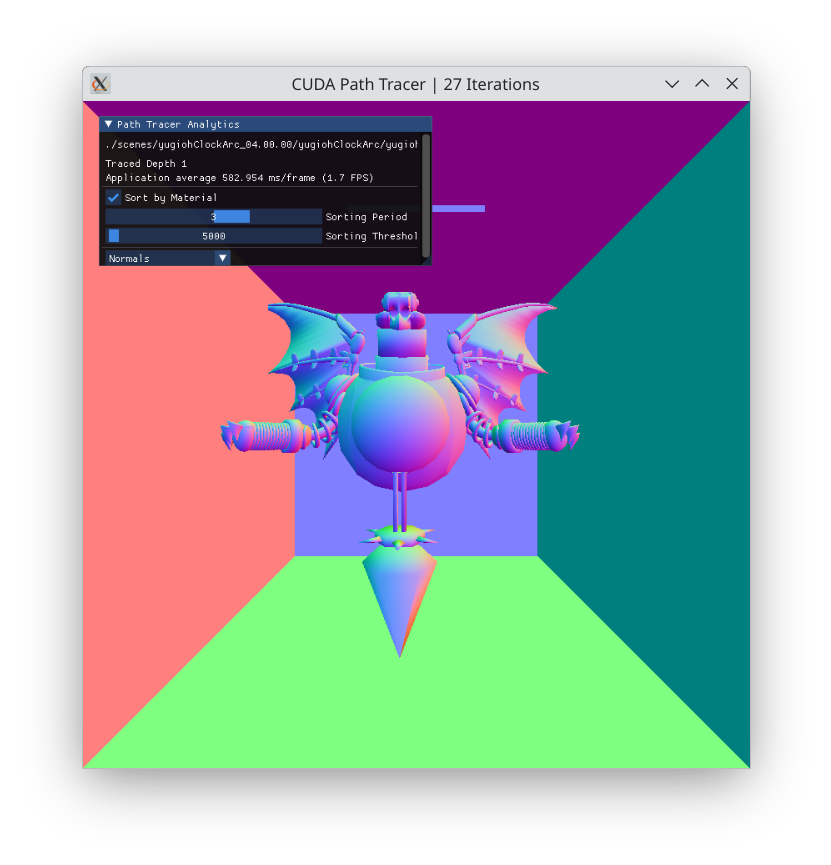 CUDA Path Tracer | 27 Iterations
Path Tracer Analytics
./scenes/yugiohClockArc_04.00.00/yugiohClockArc/yugioh
Traced Depth 1
Application average 582.954 ms/frame (1.7 FPS)
Sort by Material
3 Sorting Period
5000 Sorting Threshol
Normals